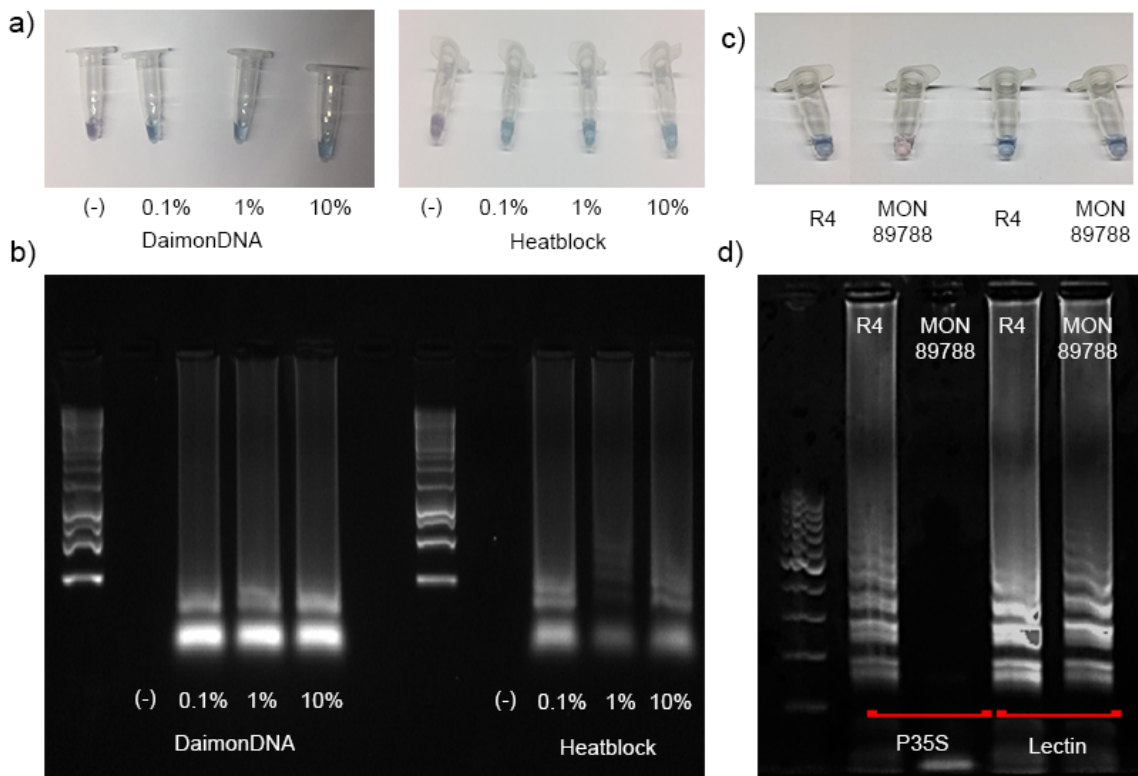 a)
(-) 0.1% 1% 10%
DaimonDNA
(-) 0.1% 1% 10%
Heatblock
c)
R4 MON 89788 R4 MON 89788
b)
(-) 0.1% 1% 10%
DaimonDNA
(-) 0.1% 1% 10%
Heatblock
d)
R4 MON 89788 R4 MON 89788
P35S Lectin